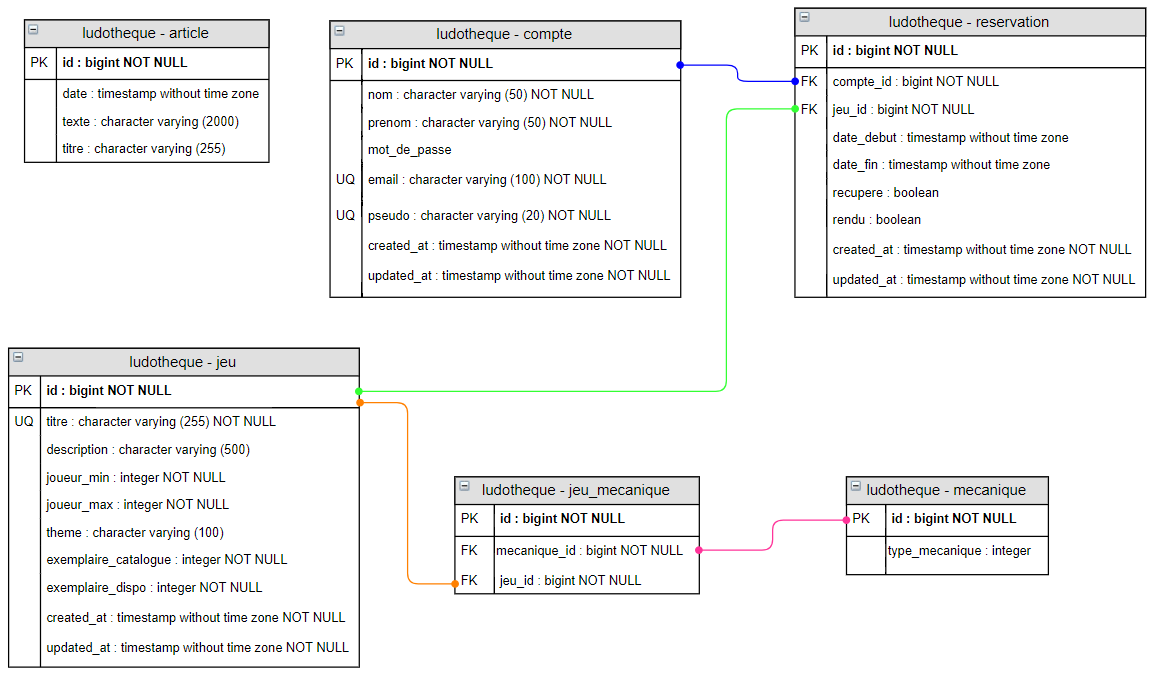 ludotheque - article
PK id : bigint NOT NULL
date : timestamp without time zone
texte : character varying (2000)
titre : character varying (255)
ludotheque - compte
PK id : bigint NOT NULL
nom : character varying (50) NOT NULL
prenom : character varying (50) NOT NULL
mot_de_passe
UQ email : character varying (100) NOT NULL
UQ pseudo : character varying (20) NOT NULL
created_at : timestamp without time zone NOT NULL
updated_at : timestamp without time zone NOT NULL
ludotheque - reservation
PK id : bigint NOT NULL
FK compte_id : bigint NOT NULL
FK jeu_id : bigint NOT NULL
date_debut : timestamp without time zone
date_fin : timestamp without time zone
recupere : boolean
rendu : boolean
created_at : timestamp without time zone NOT NULL
updated_at : timestamp without time zone NOT NULL
ludotheque - jeu
PK id : bigint NOT NULL
UQ titre : character varying (255) NOT NULL
description : character varying (500)
joueur_min : integer NOT NULL
joueur_max : integer NOT NULL
theme : character varying (100)
exemplaire_catalogue : integer NOT NULL
exemplaire_dispo : integer NOT NULL
created_at : timestamp without time zone NOT NULL
updated_at : timestamp without time zone NOT NULL
ludotheque - jeu_mecanique
PK id : bigint NOT NULL
FK mecanique_id : bigint NOT NULL
FK jeu_id : bigint NOT NULL
ludotheque - mecanique
PK id : bigint NOT NULL
type_mecanique : integer